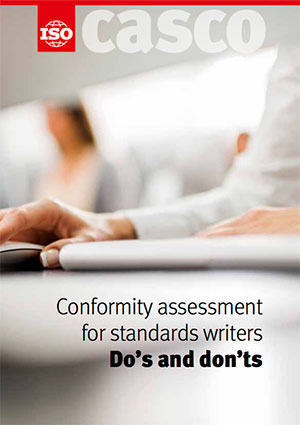 ISO
casco
Conformity assessment
for standards writers
Do's and don'ts